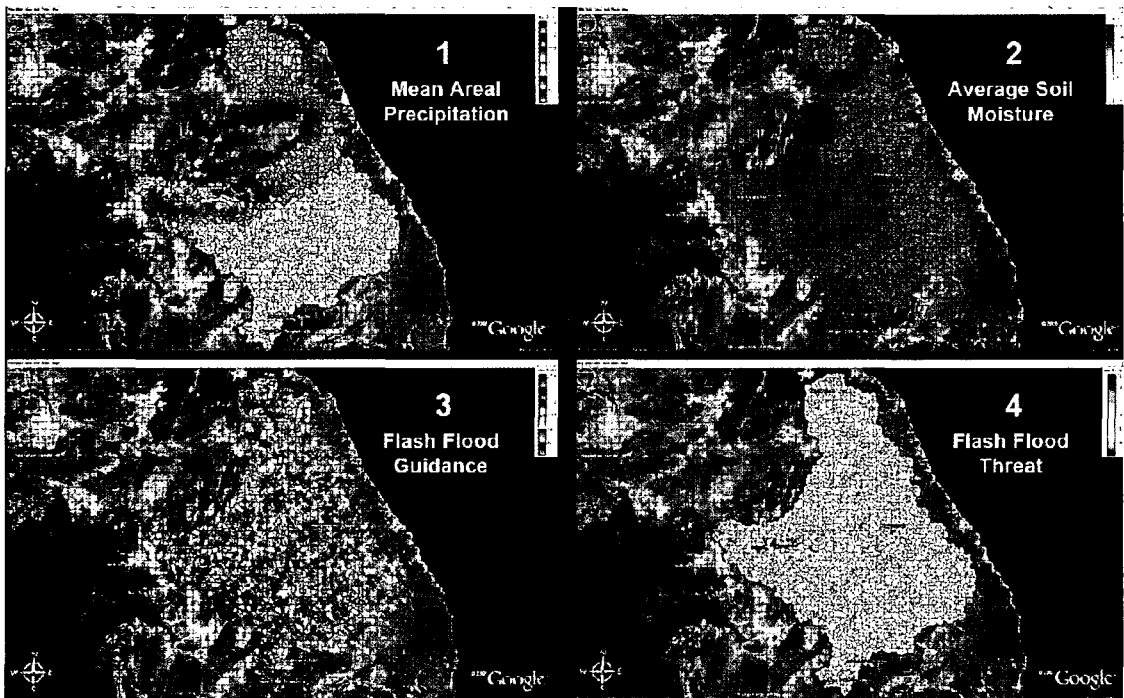 1
Mean Areal
Precipitation
Google
2
Average Soil
Moisture
Google
3
Flash Flood
Guidance
Google
4
Flash Flood
Threat
Google